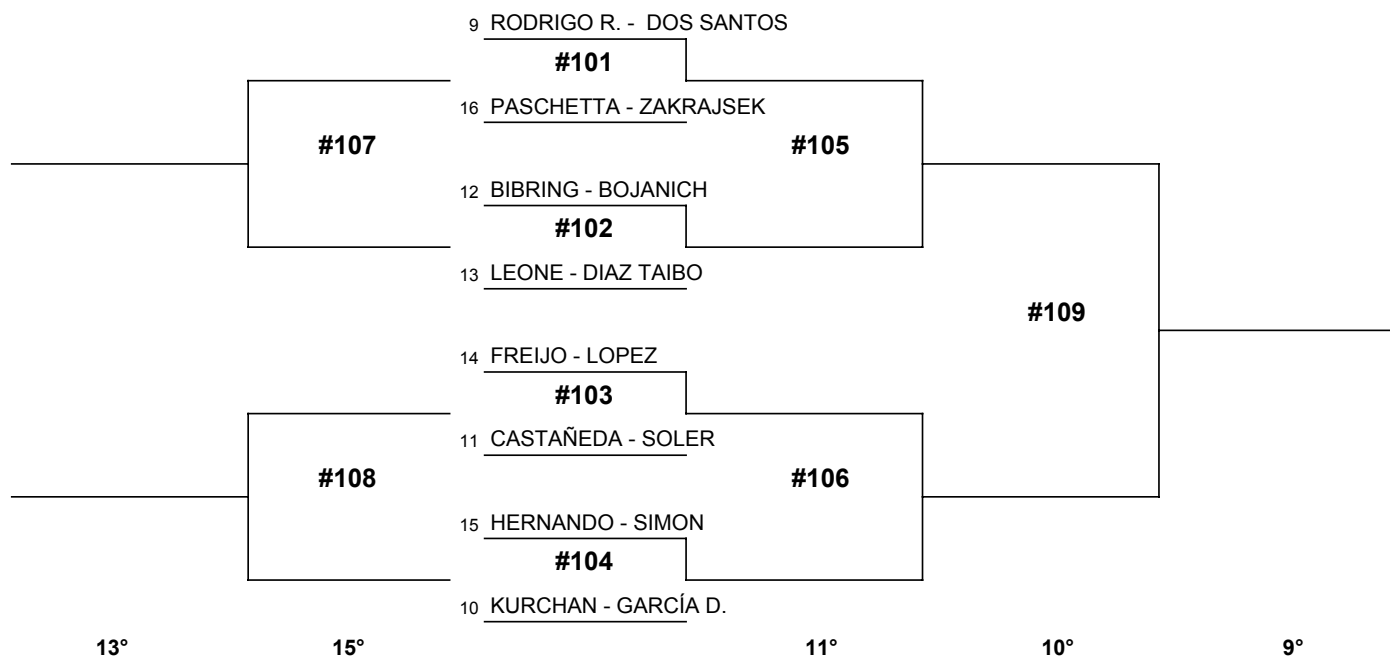 9 RODRIGO R. - DOS SANTOS
#101
16 PASCHETTA - ZAKRAJSEK
#107 #105
12 BIBRING - BOJANICH
#102
13 LEONE - DIAZ TAIBO
#109
14 FREIJO - LOPEZ
#103
11 CASTAÑEDA - SOLER
#108 #106
15 HERNANDO - SIMON
#104
10 KURCHAN - GARCÍA D.
13° 15° 11° 10° 9°